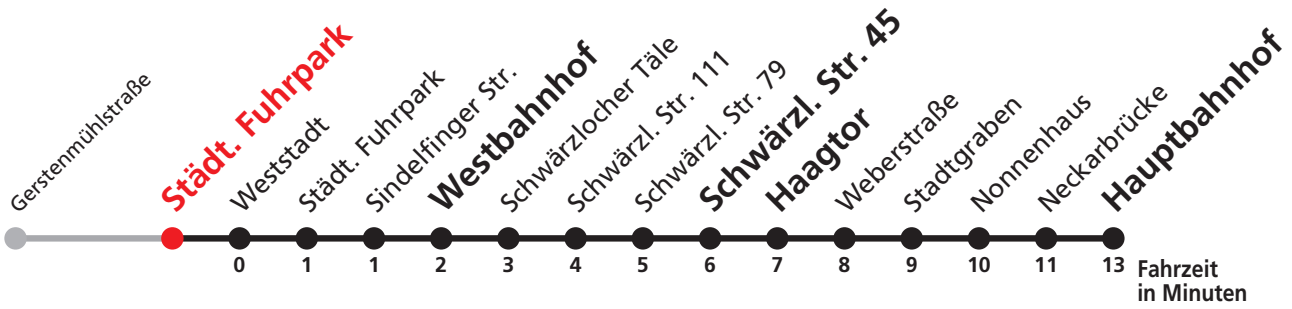 Gerstenmühlstraße
Städt. Fuhrpark
Weststadt
Städt. Fuhrpark
Sindelfinger Str.
Westbahnhof
Schwärzlocher Täle
Schwärzl. Str. 111
Schwärzl. Str. 79
Schwärzl. Str. 45
Haagtor
Weberstraße
Stadtgraben
Nonnenhaus
Neckarbrücke
Hauptbahnhof
0 1 1 2 3 4 5 6 7 8 9 10 11 13
Fahrzeit
in Minuten